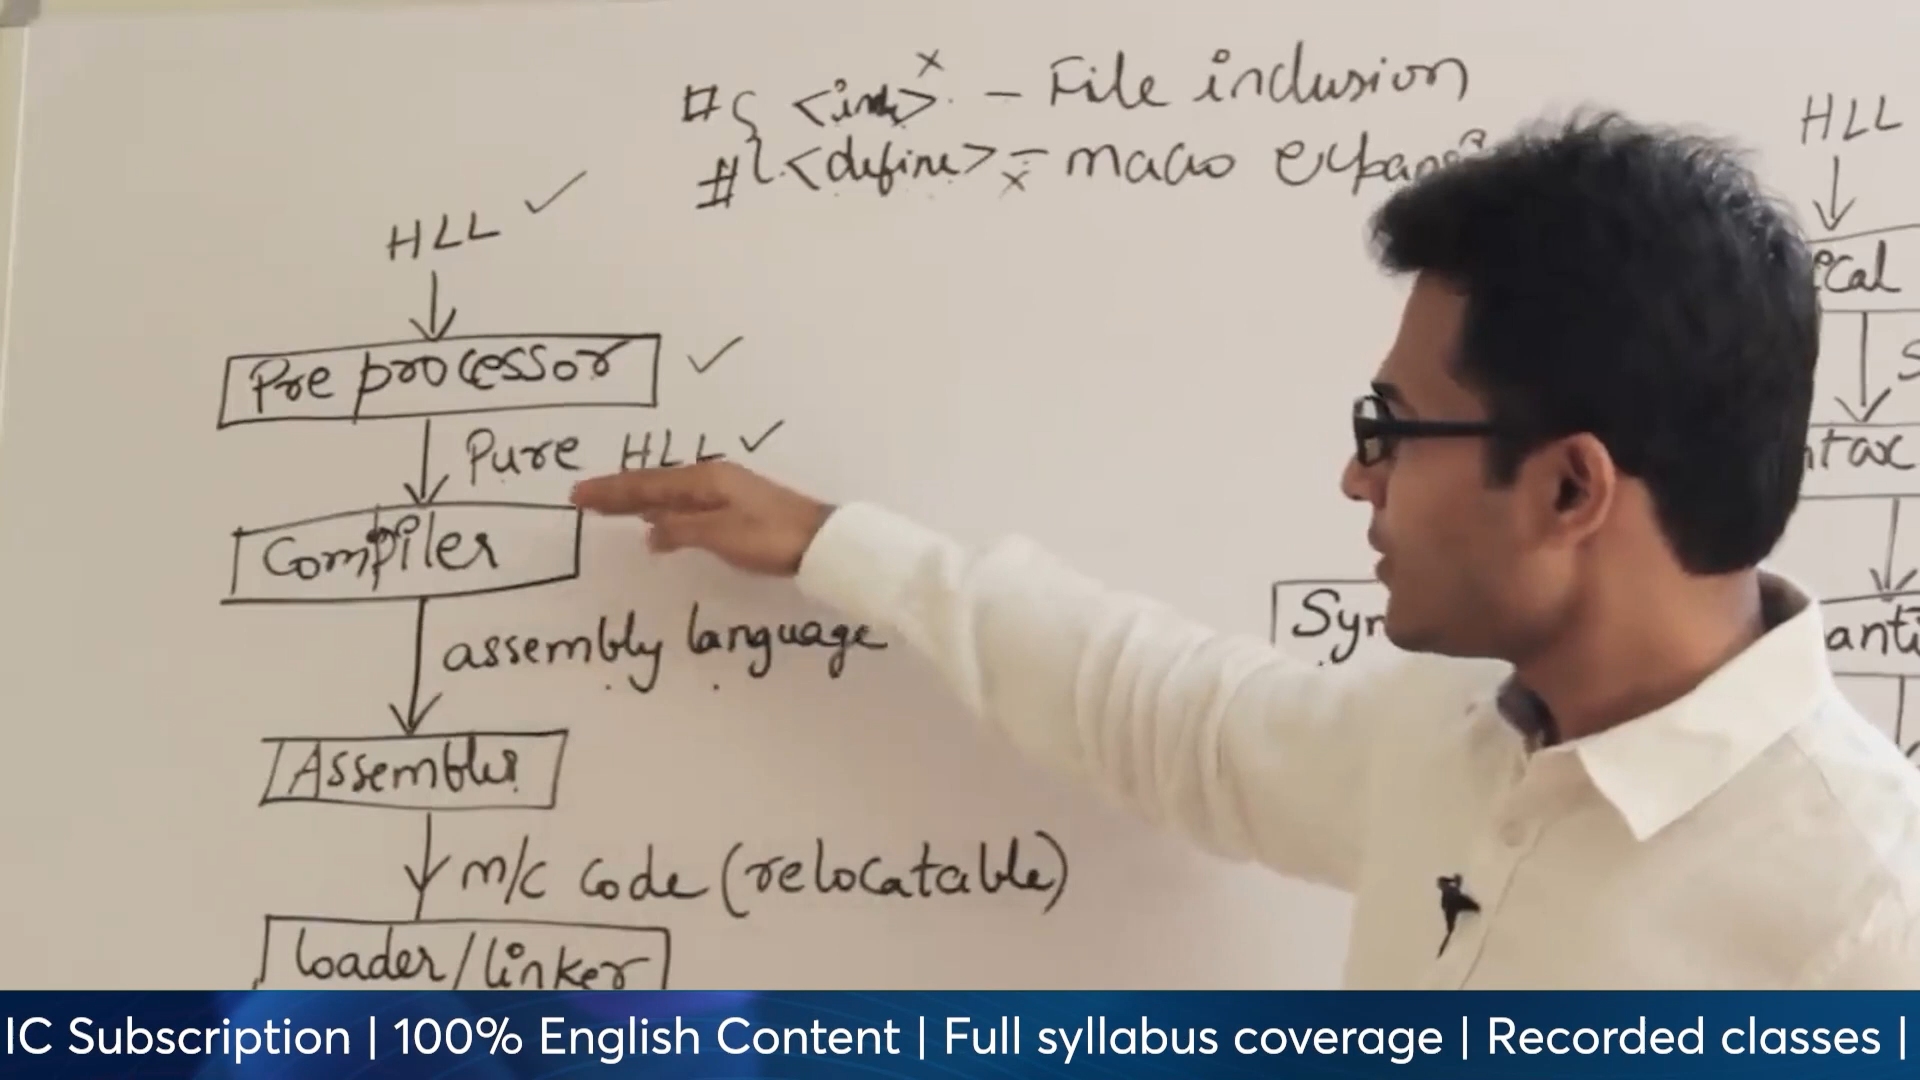 # <inc> - File inclusion
# <define> - macro
HLL
Pre processor
Pure HLL
Compiler
assembly language
Assembler
m/c code (relocatable)
loader/linker
HLL
IC Subscription | 100% English Content | Full syllabus coverage | Recorded classes |